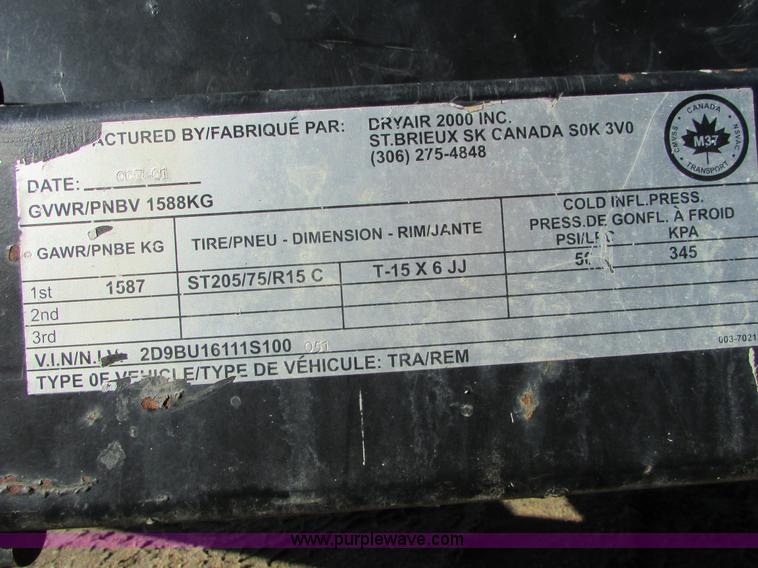 ACTURED BY/FABRIQUÉ PAR: DRYAIR 2000 INC.
ST.BRIEUX SK CANADA S0K 3V0
(306) 275-4848
CANADA
CMVSS
NSVAC
M37
TRANSPORT
DATE:
GVWR/PNBV 1588KG
GAWR/PNBE KG
TIRE/PNEU - DIMENSION - RIM/JANTE
COLD INFL.PRESS.
PRESS.DE GONFL. À FROID
KPA
1st 1587 ST205/75/R15 C T-15 X 6 JJ 345
2nd
3rd
V.I.N/N.I.V. 2D9BU16111S100 051
003-7021
TYPE OF VEHICLE/TYPE DE VÉHICULE: TRA/REM
www.purplewave.com